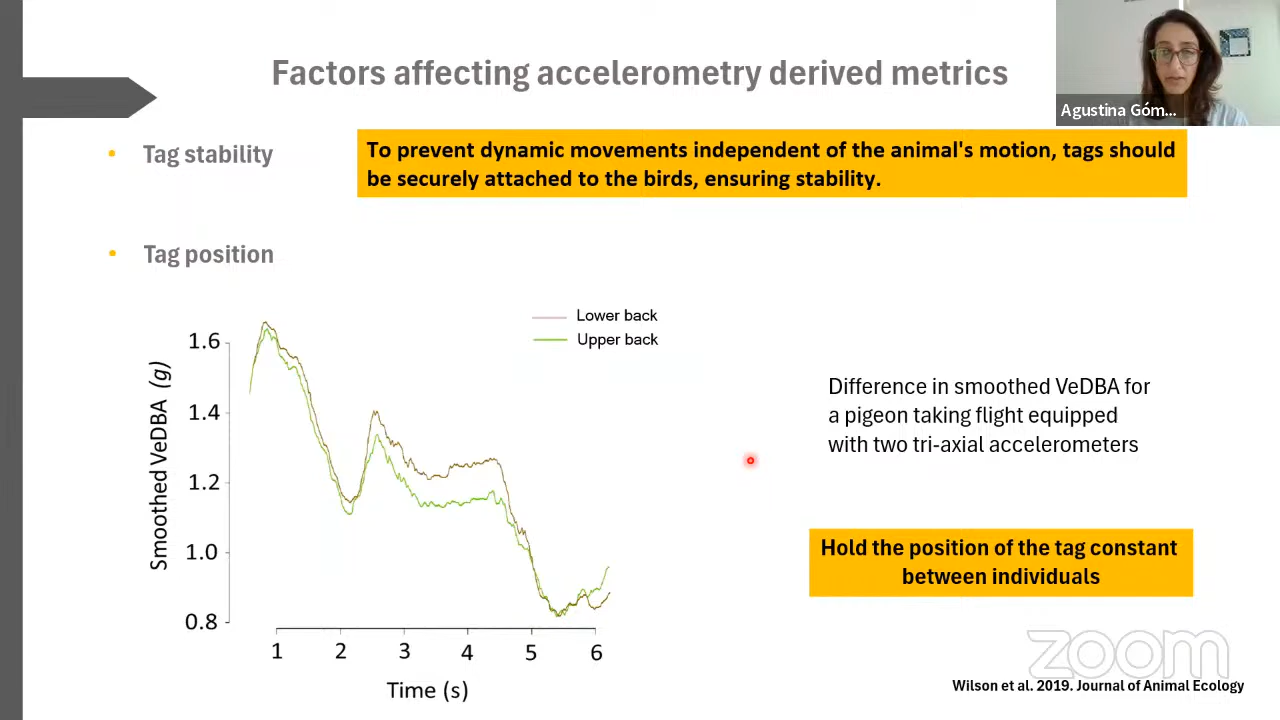 Factors affecting accelerometry derived metrics
Agustina Góm...
• Tag stability
To prevent dynamic movements independent of the animal's motion, tags should
be securely attached to the birds, ensuring stability.
• Tag position
Lower back
Upper back
Smoothed VeDBA (g)
1.6
1.4
1.2
1.0
0.8
1 2 3 4 5 6
Time (s)
Difference in smoothed VeDBA for
a pigeon taking flight equipped
with two tri-axial accelerometers
Hold the position of the tag constant
between individuals
zoom
Wilson et al. 2019. Journal of Animal Ecology